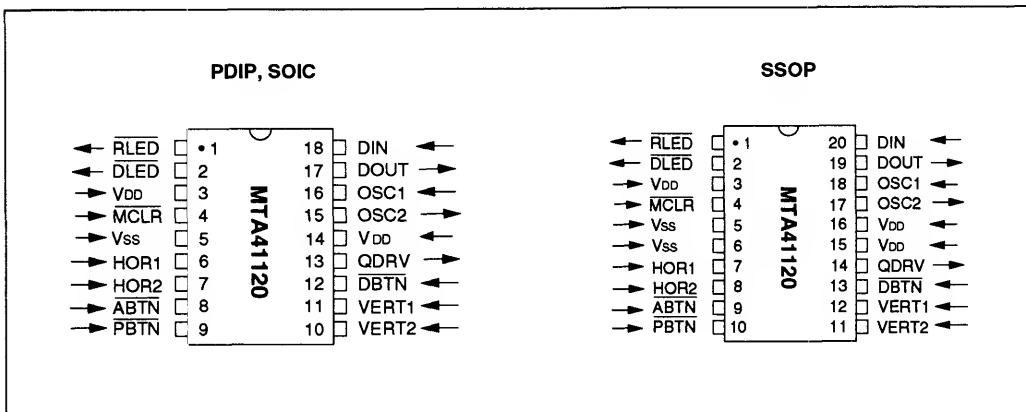 PDIP, SOIC
RLED • 1 18 DIN
DLED 2 17 DOUT
VDD 3 16 OSC1
MCLR 4 15 OSC2
VSS 5 14 VDD
HOR1 6 13 QDRV
HOR2 7 12 DBTN
ABTN 8 11 VERT1
PBTN 9 10 VERT2
MTA41120
SSOP
RLED • 1 20 DIN
DLED 2 19 DOUT
VDD 3 18 OSC1
MCLR 4 17 OSC2
VSS 5 16 VDD
VSS 6 15 VDD
HOR1 7 14 QDRV
HOR2 8 13 DBTN
ABTN 9 12 VERT1
PBTN 10 11 VERT2
MTA41120